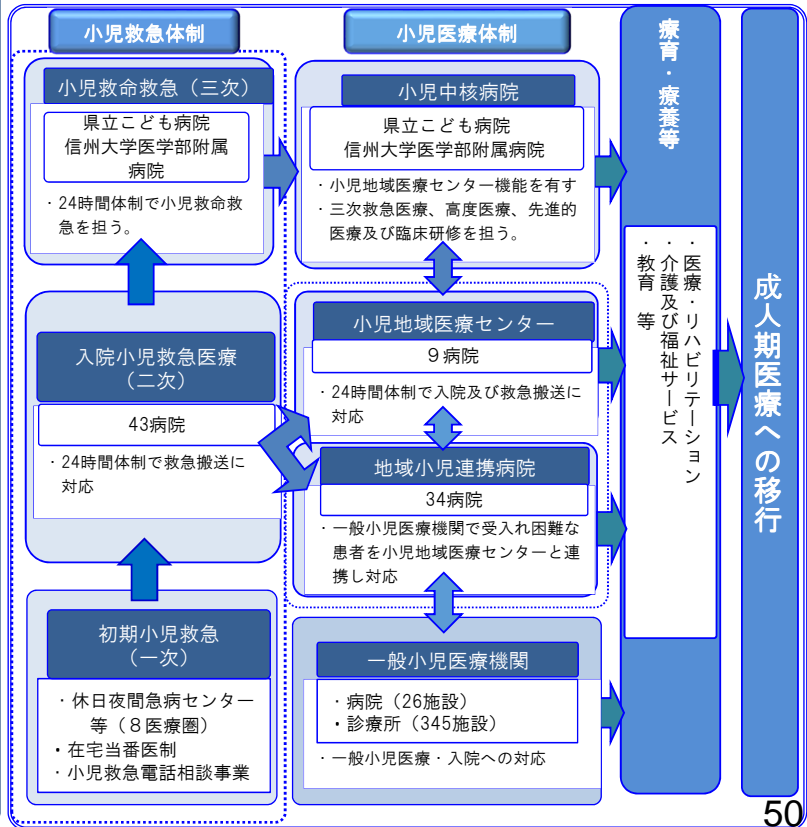 小児救急体制
小児救命救急（三次）
県立こども病院
信州大学医学部附属
病院
・24時間体制で小児救命救
急を担う。
入院小児救急医療
（二次）
43病院
・24時間体制で救急搬送に
対応
初期小児救急
（一次）
・休日夜間急病センター
等（８医療圏）
・在宅当番医制
・小児救急電話相談事業
小児医療体制
小児中核病院
県立こども病院
信州大学医学部附属病院
・小児地域医療センター機能を有す
・三次救急医療、高度医療、先進的
医療及び臨床研修を担う。
小児地域医療センター
９病院
・24時間体制で入院及び救急搬送に
対応
地域小児連携病院
34病院
・一般小児医療機関で受入れ困難な
患者を小児地域医療センターと連
携し対応
一般小児医療機関
・病院（26施設）
・診療所（345施設）
・一般小児医療・入院への対応
療育・療養等
・医療・リハビリテーション
・介護及び福祉サービス
・教育　等
成人期医療への移行
50